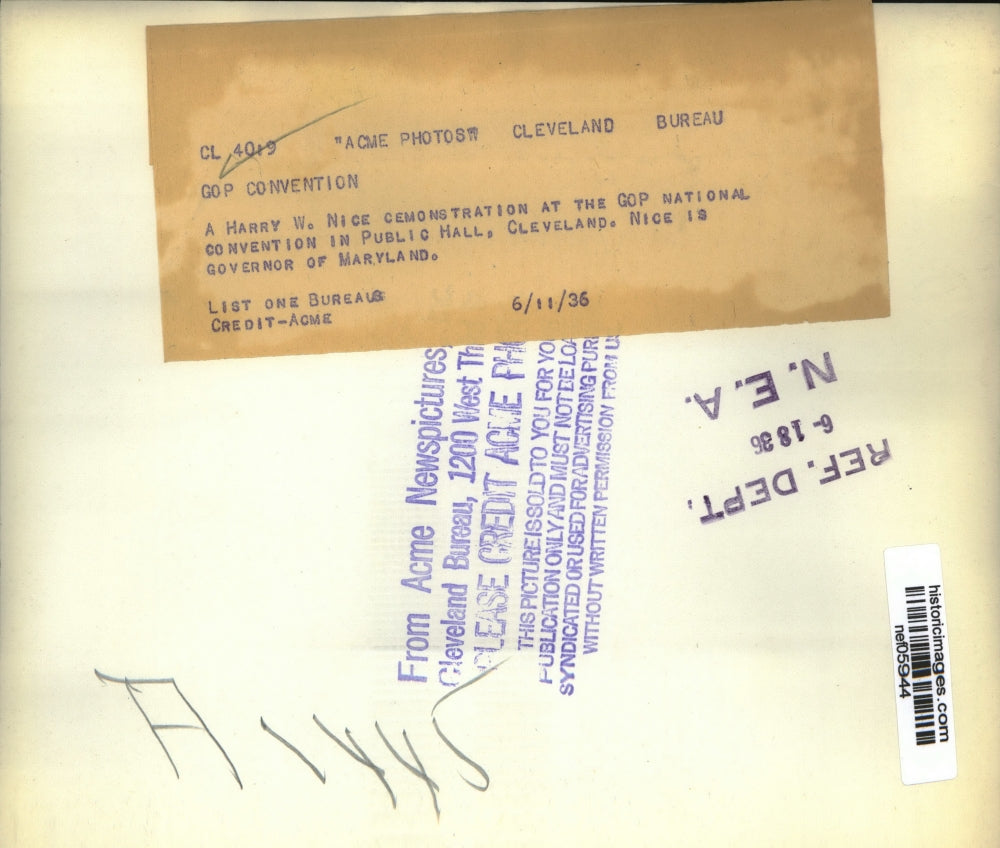 CL 4019 "ACME PHOTOS" CLEVELAND BUREAU
GOP CONVENTION
A HARRY W. NICE CEMONSTRATION AT THE GOP NATIONAL
CONVENTION IN PUBLIC HALL, CLEVELAND. NICE IS
GOVERNOR OF MARYLAND.
LIST ONE BUREAUS
CREDIT-ACME 6/11/36
From Acme Newspictures,
Cleveland Bureau, 1200 West Th
PLEASE CREDIT ACME PH
THIS PICTURE IS SOLD TO YOU FOR YO
PUBLICATION ONLY AND MUST NOT BE LOA
SYNDICATED OR USED FOR ADVERTISING PUR
WITHOUT WRITTEN PERMISSION FROM U
REF. DEPT.
6-18 36
N. E. A.
historicimages.com
nef05944